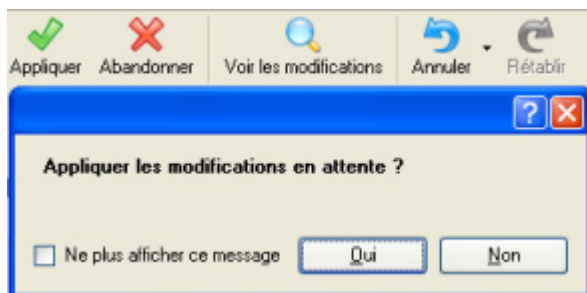 Appliquer Abandonner Voir les modifications Annuler Rétablir
?
Appliquer les modifications en attente ?
Ne plus afficher ce message Oui Non